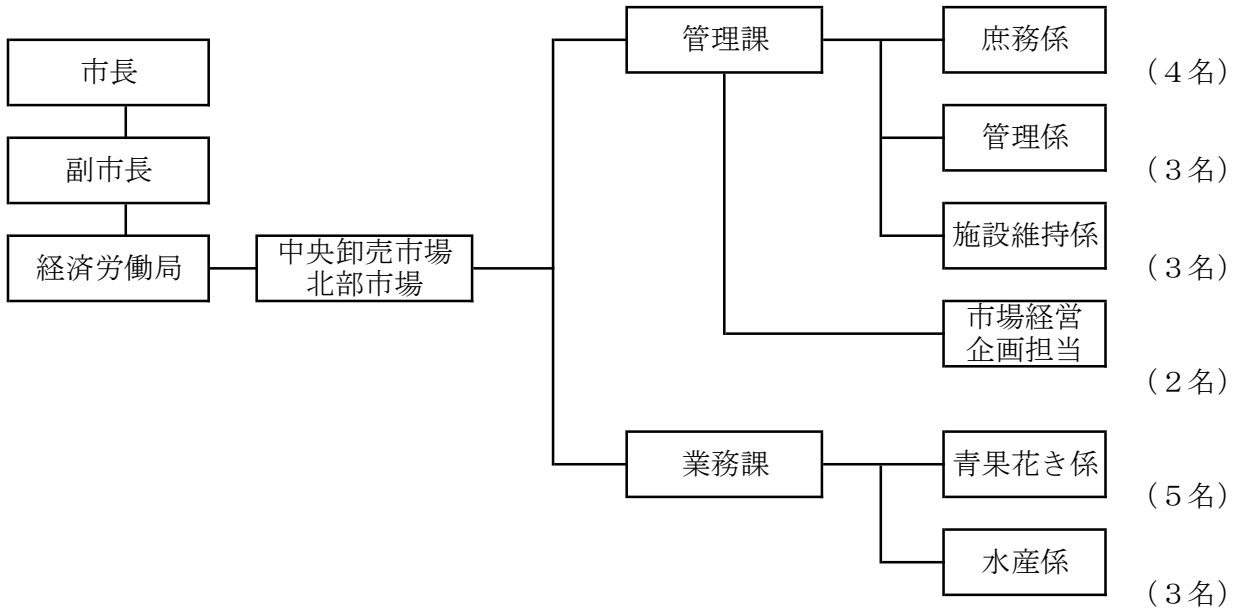 市長
副市長
経済労働局
中央卸売市場
北部市場
管理課
庶務係
(４名)
管理係
(３名)
施設維持係
(３名)
市場経営
企画担当
(２名)
業務課
青果花き係
(５名)
水産係
(３名)